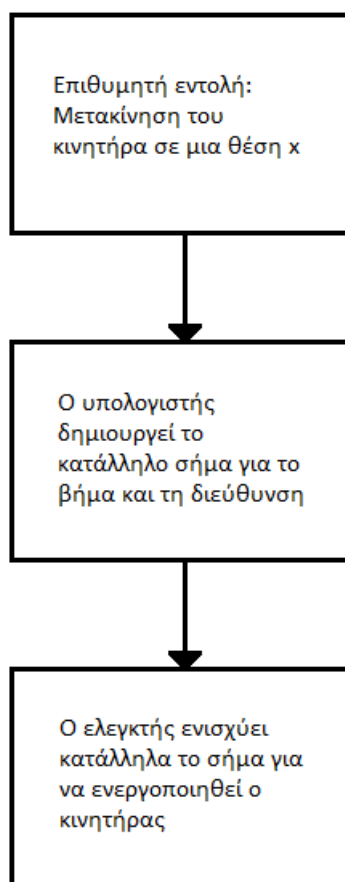 Επιθυμητή εντολή:
Μετακίνηση του
κινητήρα σε μια θέση x
Ο υπολογιστής
δημιουργεί το
κατάλληλο σήμα για το
βήμα και τη διεύθυνση
Ο ελεγκτής ενισχύει
κατάλληλα το σήμα για
να ενεργοποιηθεί ο
κινητήρας